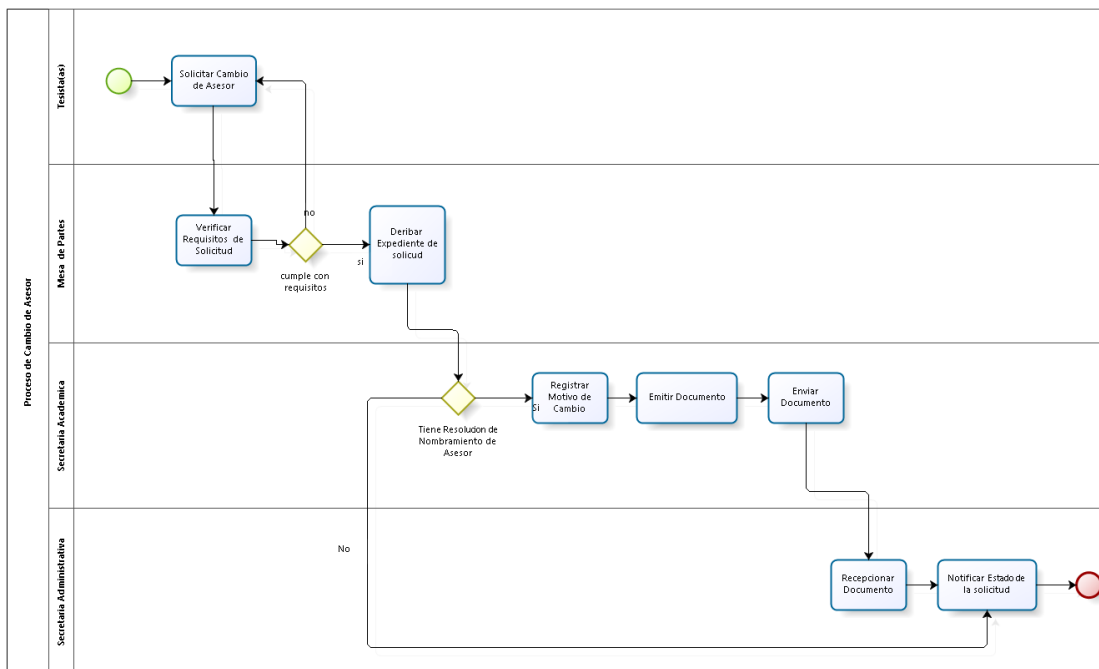 Proceso de Cambio de Asesor
Tesista(as)
Solicitar Cambio
de Asesor
Mesa de Partes
Verificar
Requisitos de
Solicitud
no
cumple con
requisitos
si
Deribar
Expediente de
solicud
Secretaria Academica
Tiene Resolucion de
Nombramiento de
Asesor
Si
Registrar
Motivo de
Cambio
Emitir Documento
Enviar
Documento
Secretaria Administrativa
No
Recepcionar
Documento
Notificar Estado de
la solicitud